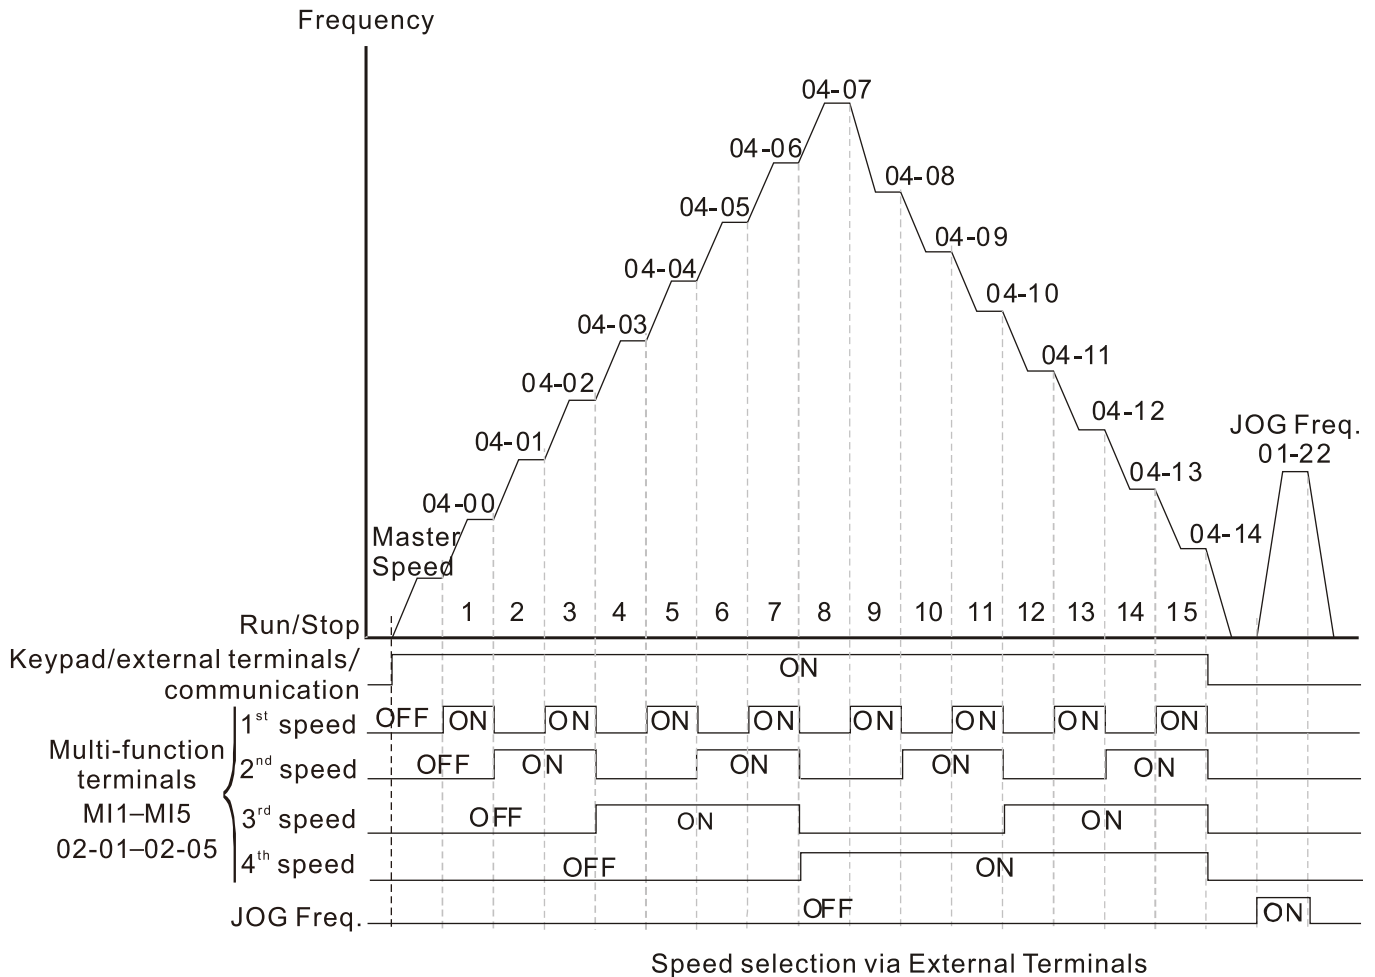 Frequency
04-07
04-06
04-08
04-05
04-09
04-04
04-10
04-03
04-11
04-02
04-12
JOG Freq.
04-01
01-22
04-13
04-00
Master
Speed
04-14
Run/Stop
1 2 3 4 5 6 7 8 9 10 11 12 13 14 15
Keypad/external terminals/
communication
ON
1st speed OFF ON ON ON ON ON ON ON ON
Multi-function
terminals
MI1–MI5
02-01–02-05
2nd speed OFF ON ON ON ON
3rd speed OFF ON ON
4th speed OFF ON
JOG Freq. OFF ON
Speed selection via External Terminals